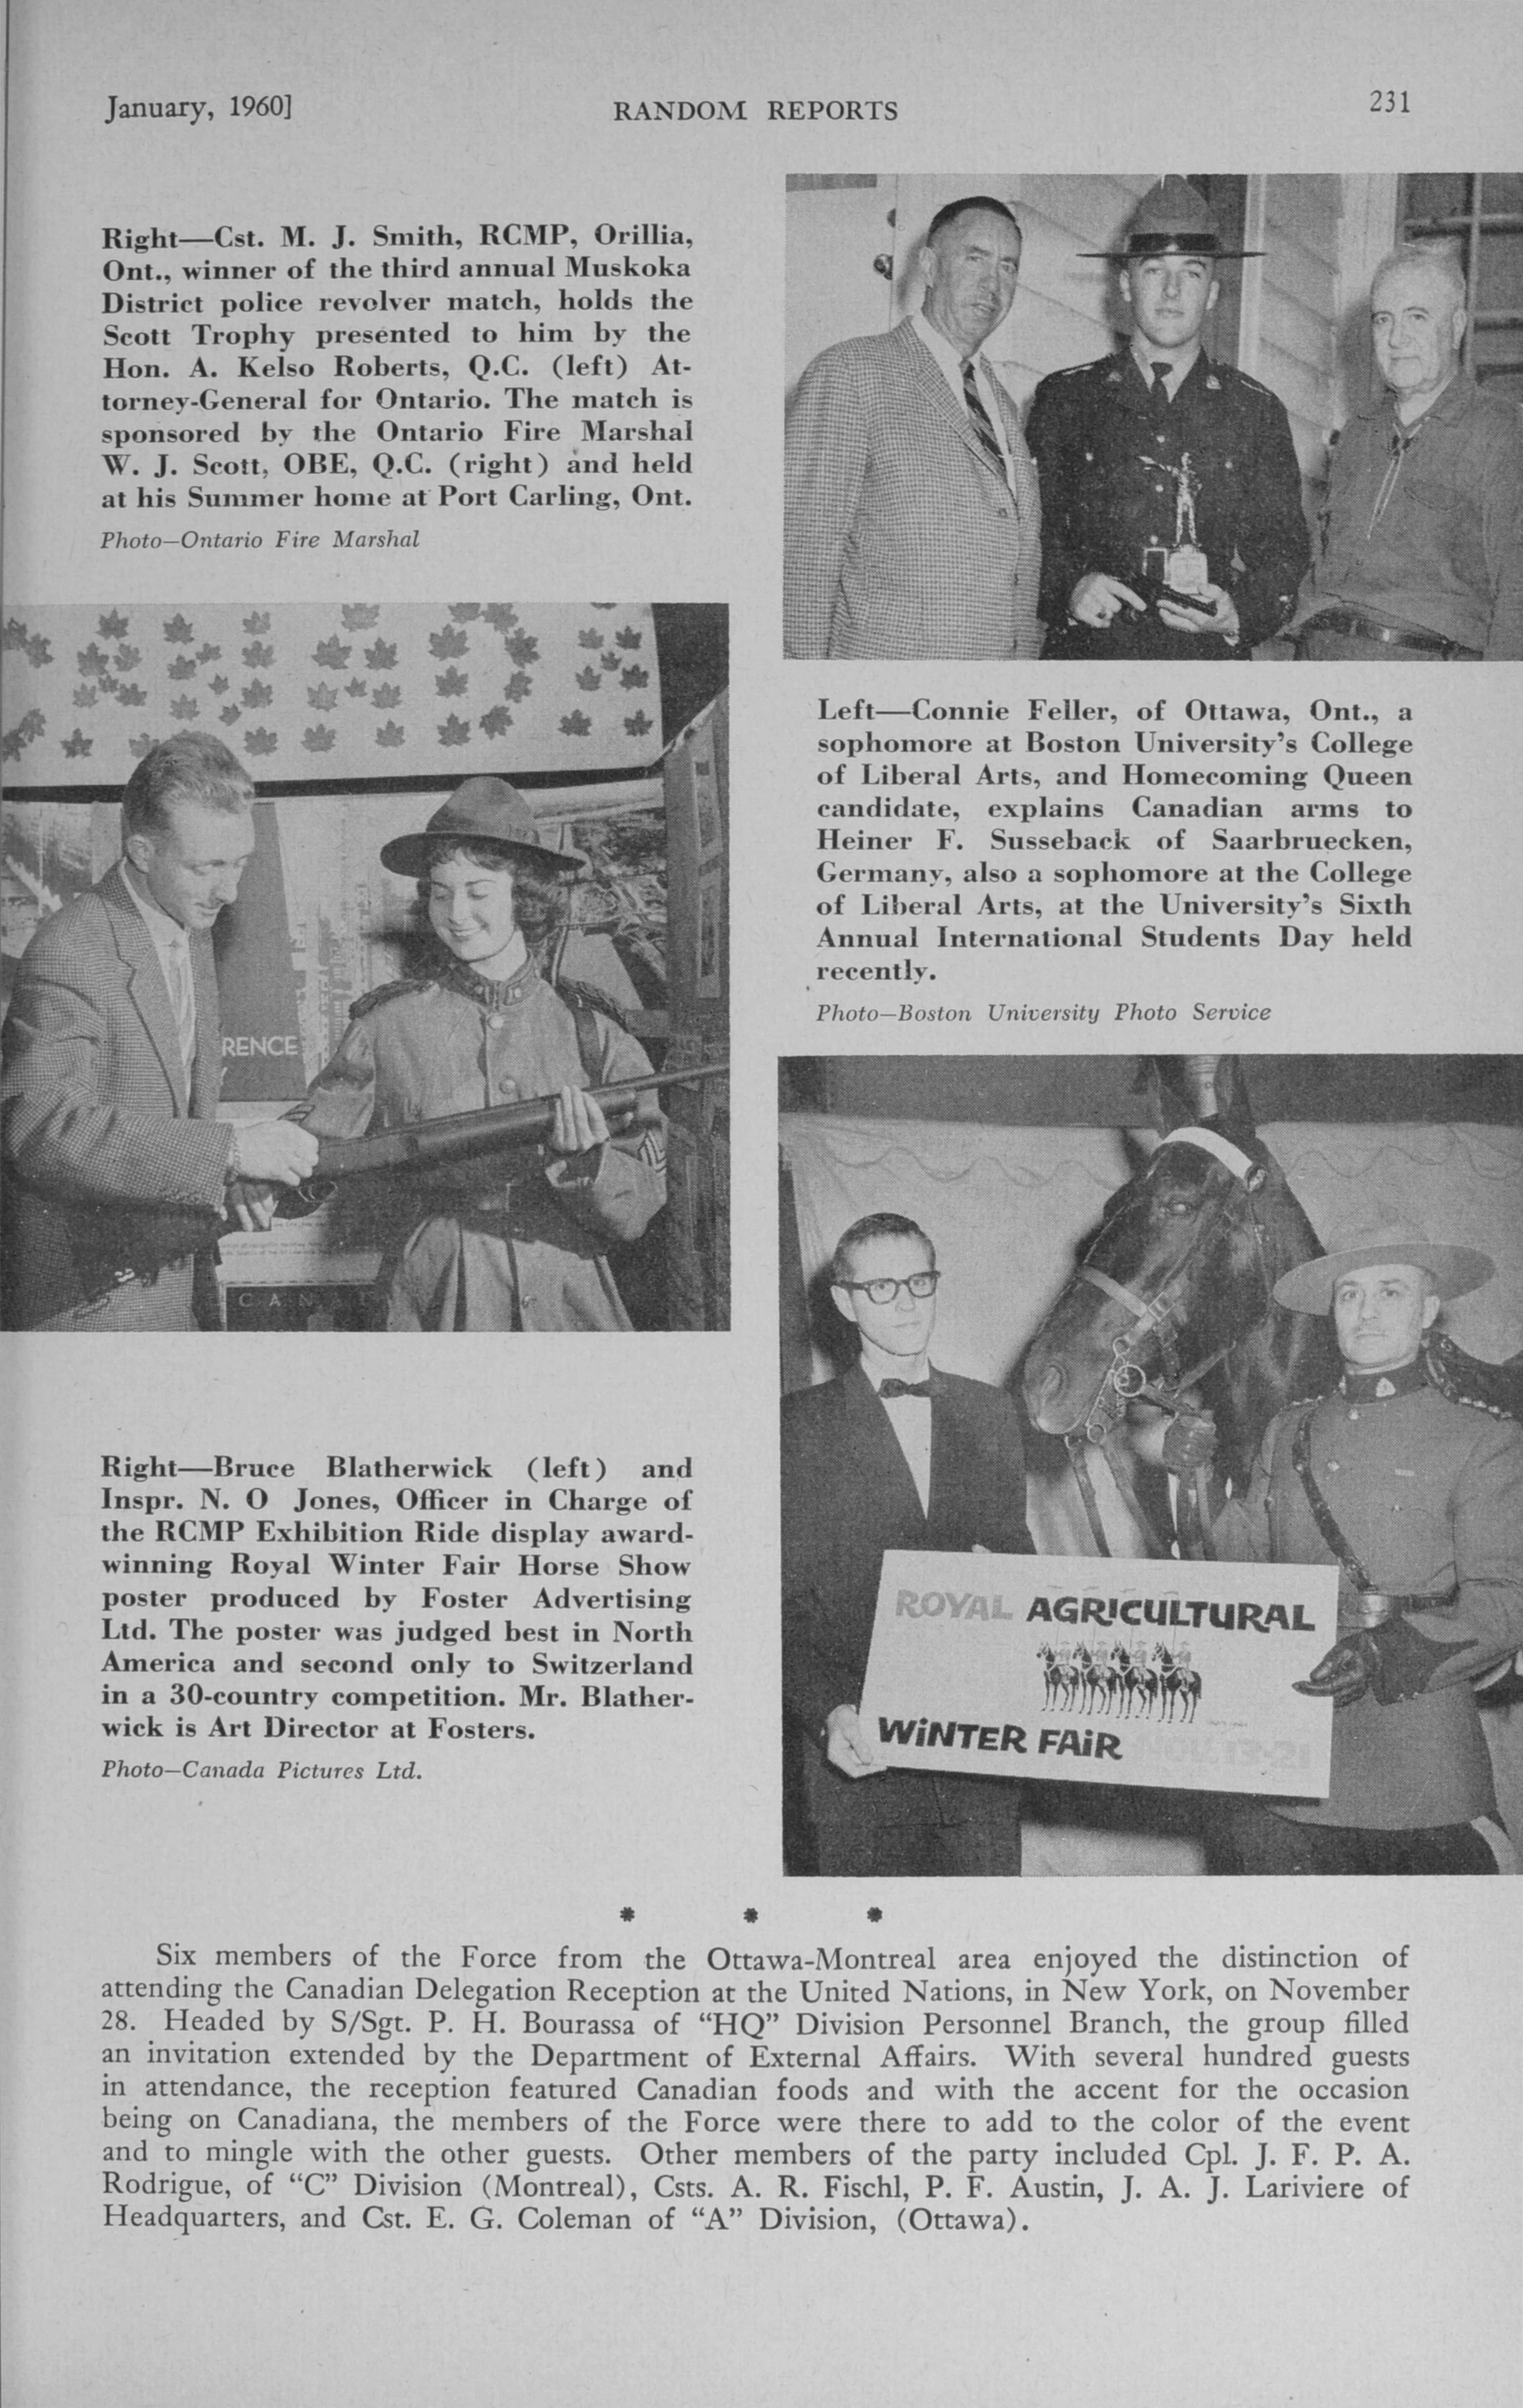 January, 1960]
RANDOM REPORTS
231
Right—Cst. M. J. Smith, RCMP, Orillia,
Ont., winner of the third annual Muskoka
District police revolver match, holds the
Scott Trophy presented to him by the
Hon. A. Kelso Roberts, Q.C. (left) At-
torney-General for Ontario. The match is
sponsored by the Ontario Fire Marshal
W. J. Scott, OBE, Q.C. (right) and held
at his Summer home at Port Carling, Ont.
Photo—Ontario Fire Marshal
Left—Connie Feller, of Ottawa, Ont., a
sophomore at Boston University's College
of Liberal Arts, and Homecoming Queen
candidate, explains Canadian arms to
Heiner F. Susseback of Saarbruecken,
Germany, also a sophomore at the College
of Liberal Arts, at the University's Sixth
Annual International Students Day held
recently.
Photo—Boston University Photo Service
RENCE
Right—Bruce Blatherwick (left) and
Inspr. N. O Jones, Officer in Charge of
the RCMP Exhibition Ride display award-
winning Royal Winter Fair Horse Show
poster produced by Foster Advertising
Ltd. The poster was judged best in North
America and second only to Switzerland
in a 30-country competition. Mr. Blather-
wick is Art Director at Fosters.
Photo—Canada Pictures Ltd.
ROYAL AGRICULTURAL
WiNTER FAiR
* * *
Six members of the Force from the Ottawa-Montreal area enjoyed the distinction of
attending the Canadian Delegation Reception at the United Nations, in New York, on November
28. Headed by S/Sgt. P. H. Bourassa of "HQ" Division Personnel Branch, the group filled
an invitation extended by the Department of External Affairs. With several hundred guests
in attendance, the reception featured Canadian foods and with the accent for the occasion
being on Canadiana, the members of the Force were there to add to the color of the event
and to mingle with the other guests. Other members of the party included Cpl. J. F. P. A.
Rodrigue, of "C" Division (Montreal), Csts. A. R. Fischl, P. F. Austin, J. A. J. Lariviere of
Headquarters, and Cst. E. G. Coleman of "A" Division, (Ottawa).